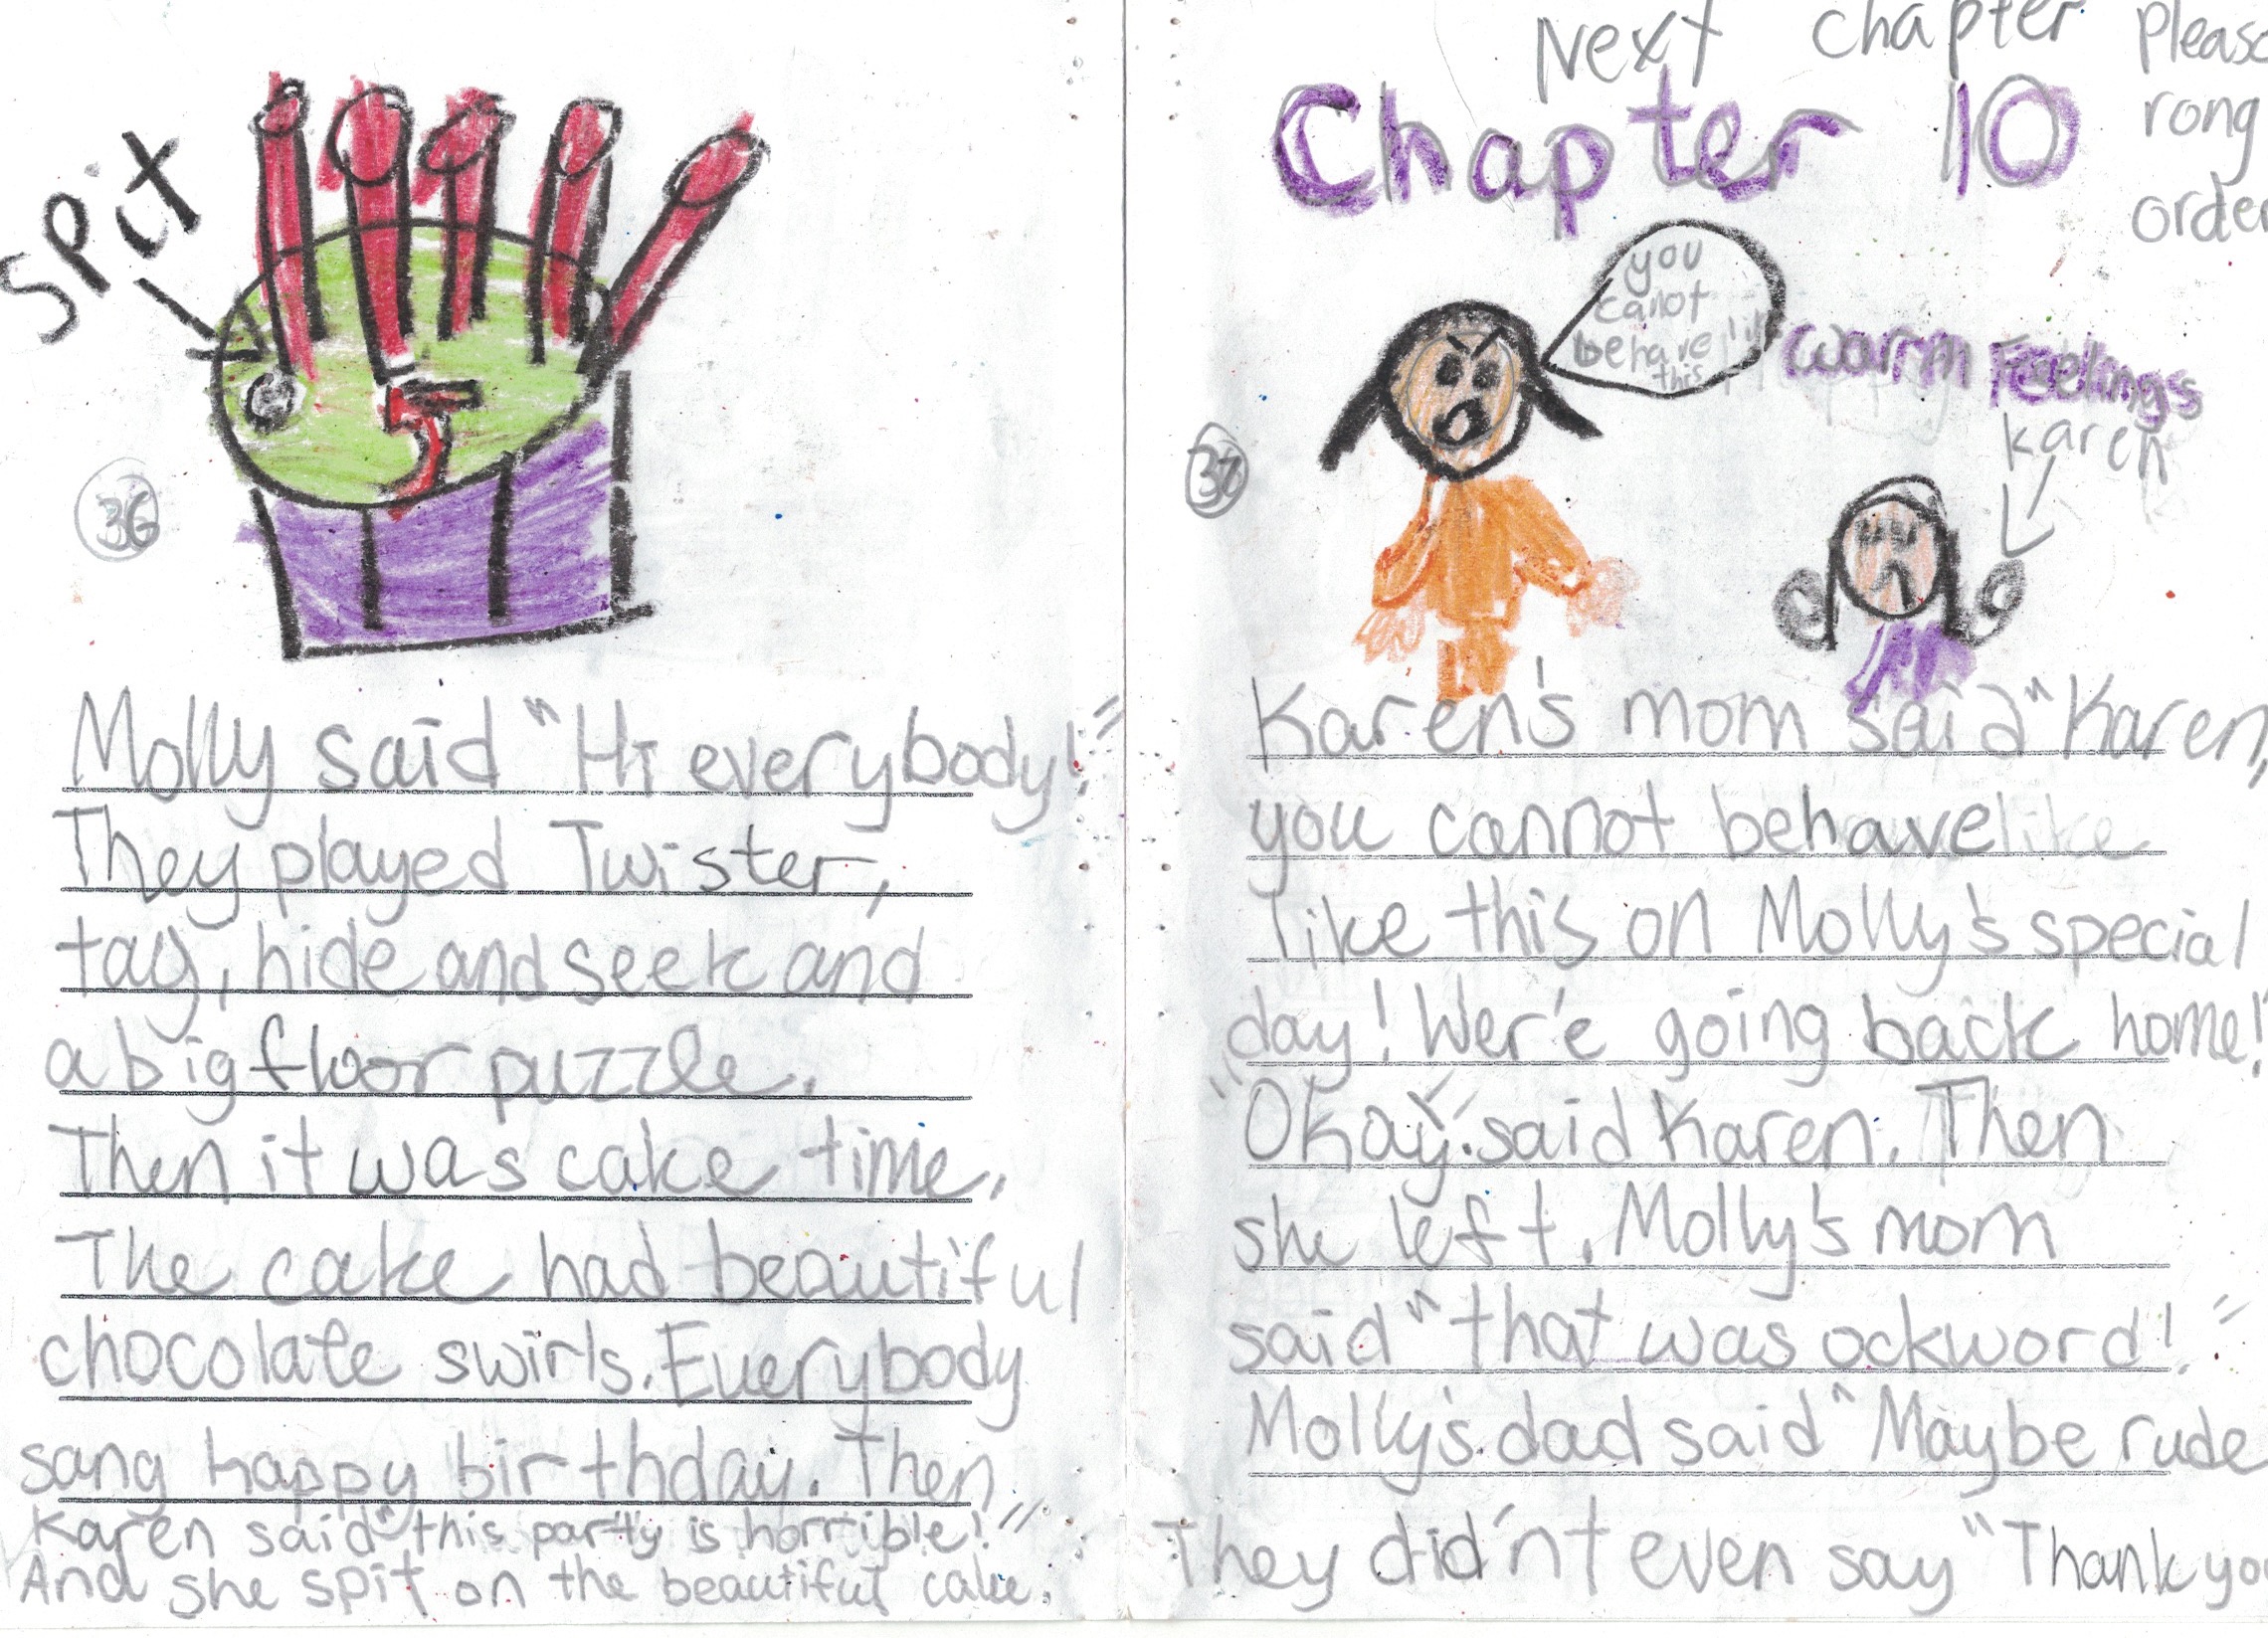 Spit
36
Molly said "Hi everybody!"
They played Twister,
tag, hide and seek and
a big floor puzzle.
Then it was cake time.
The cake had beautiful
chocolate swirls. Everybody
sang happy birthday. Then
Karen said "this party is horrible!"
And she spit on the beautiful cake.
Next chapter Please
rong
order
Chapter 10
warm Feelings
you
canot
behave lik
this
Karen
37
Karen's mom said "Karen,
you cannot behave like
like this on Molly's special
day! Wer'e going back home!"
"Okay". said Karen. Then
she left. Molly's mom
said "that was ockword!"
Molly's dad said "Maybe rude
They did'nt even say "Thank you